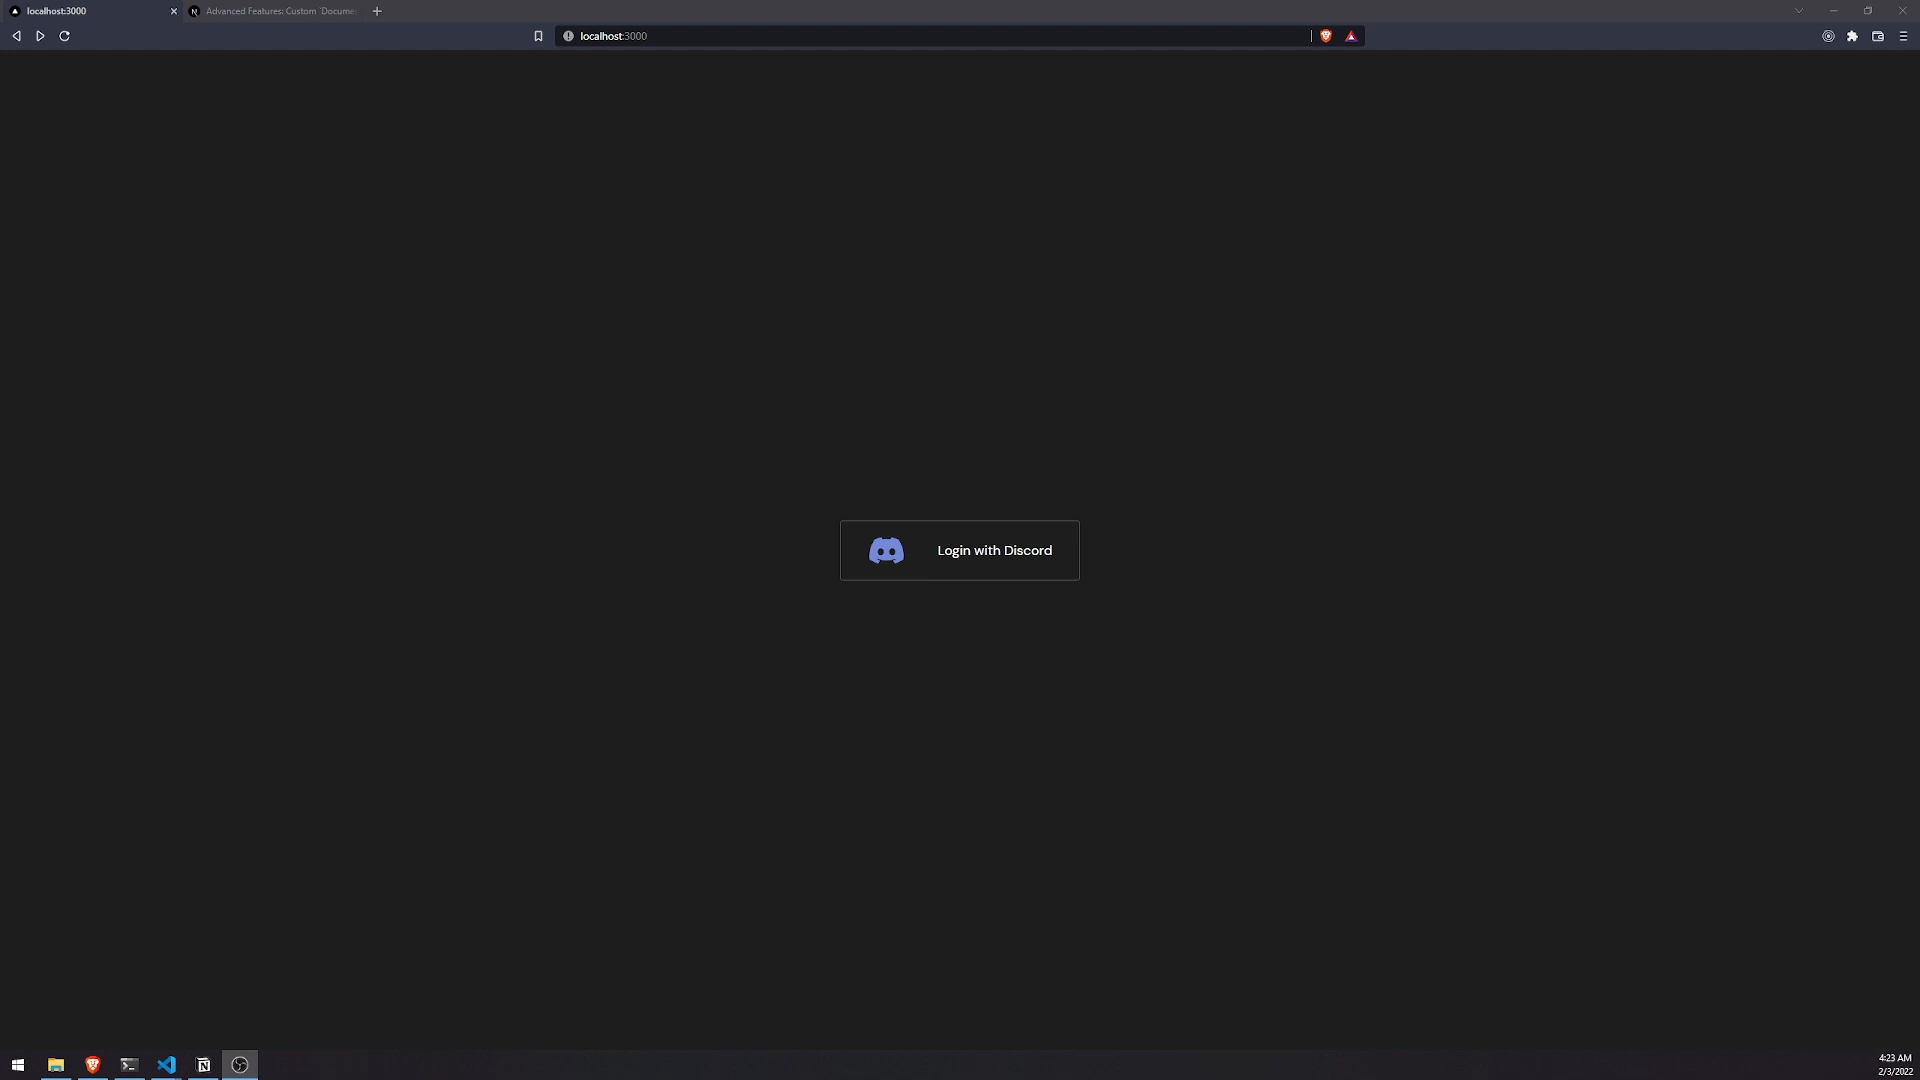 localhost:3000
Advanced Features: Custom `Docume
localhost:3000
Login with Discord
4:23 AM
2/3/2022